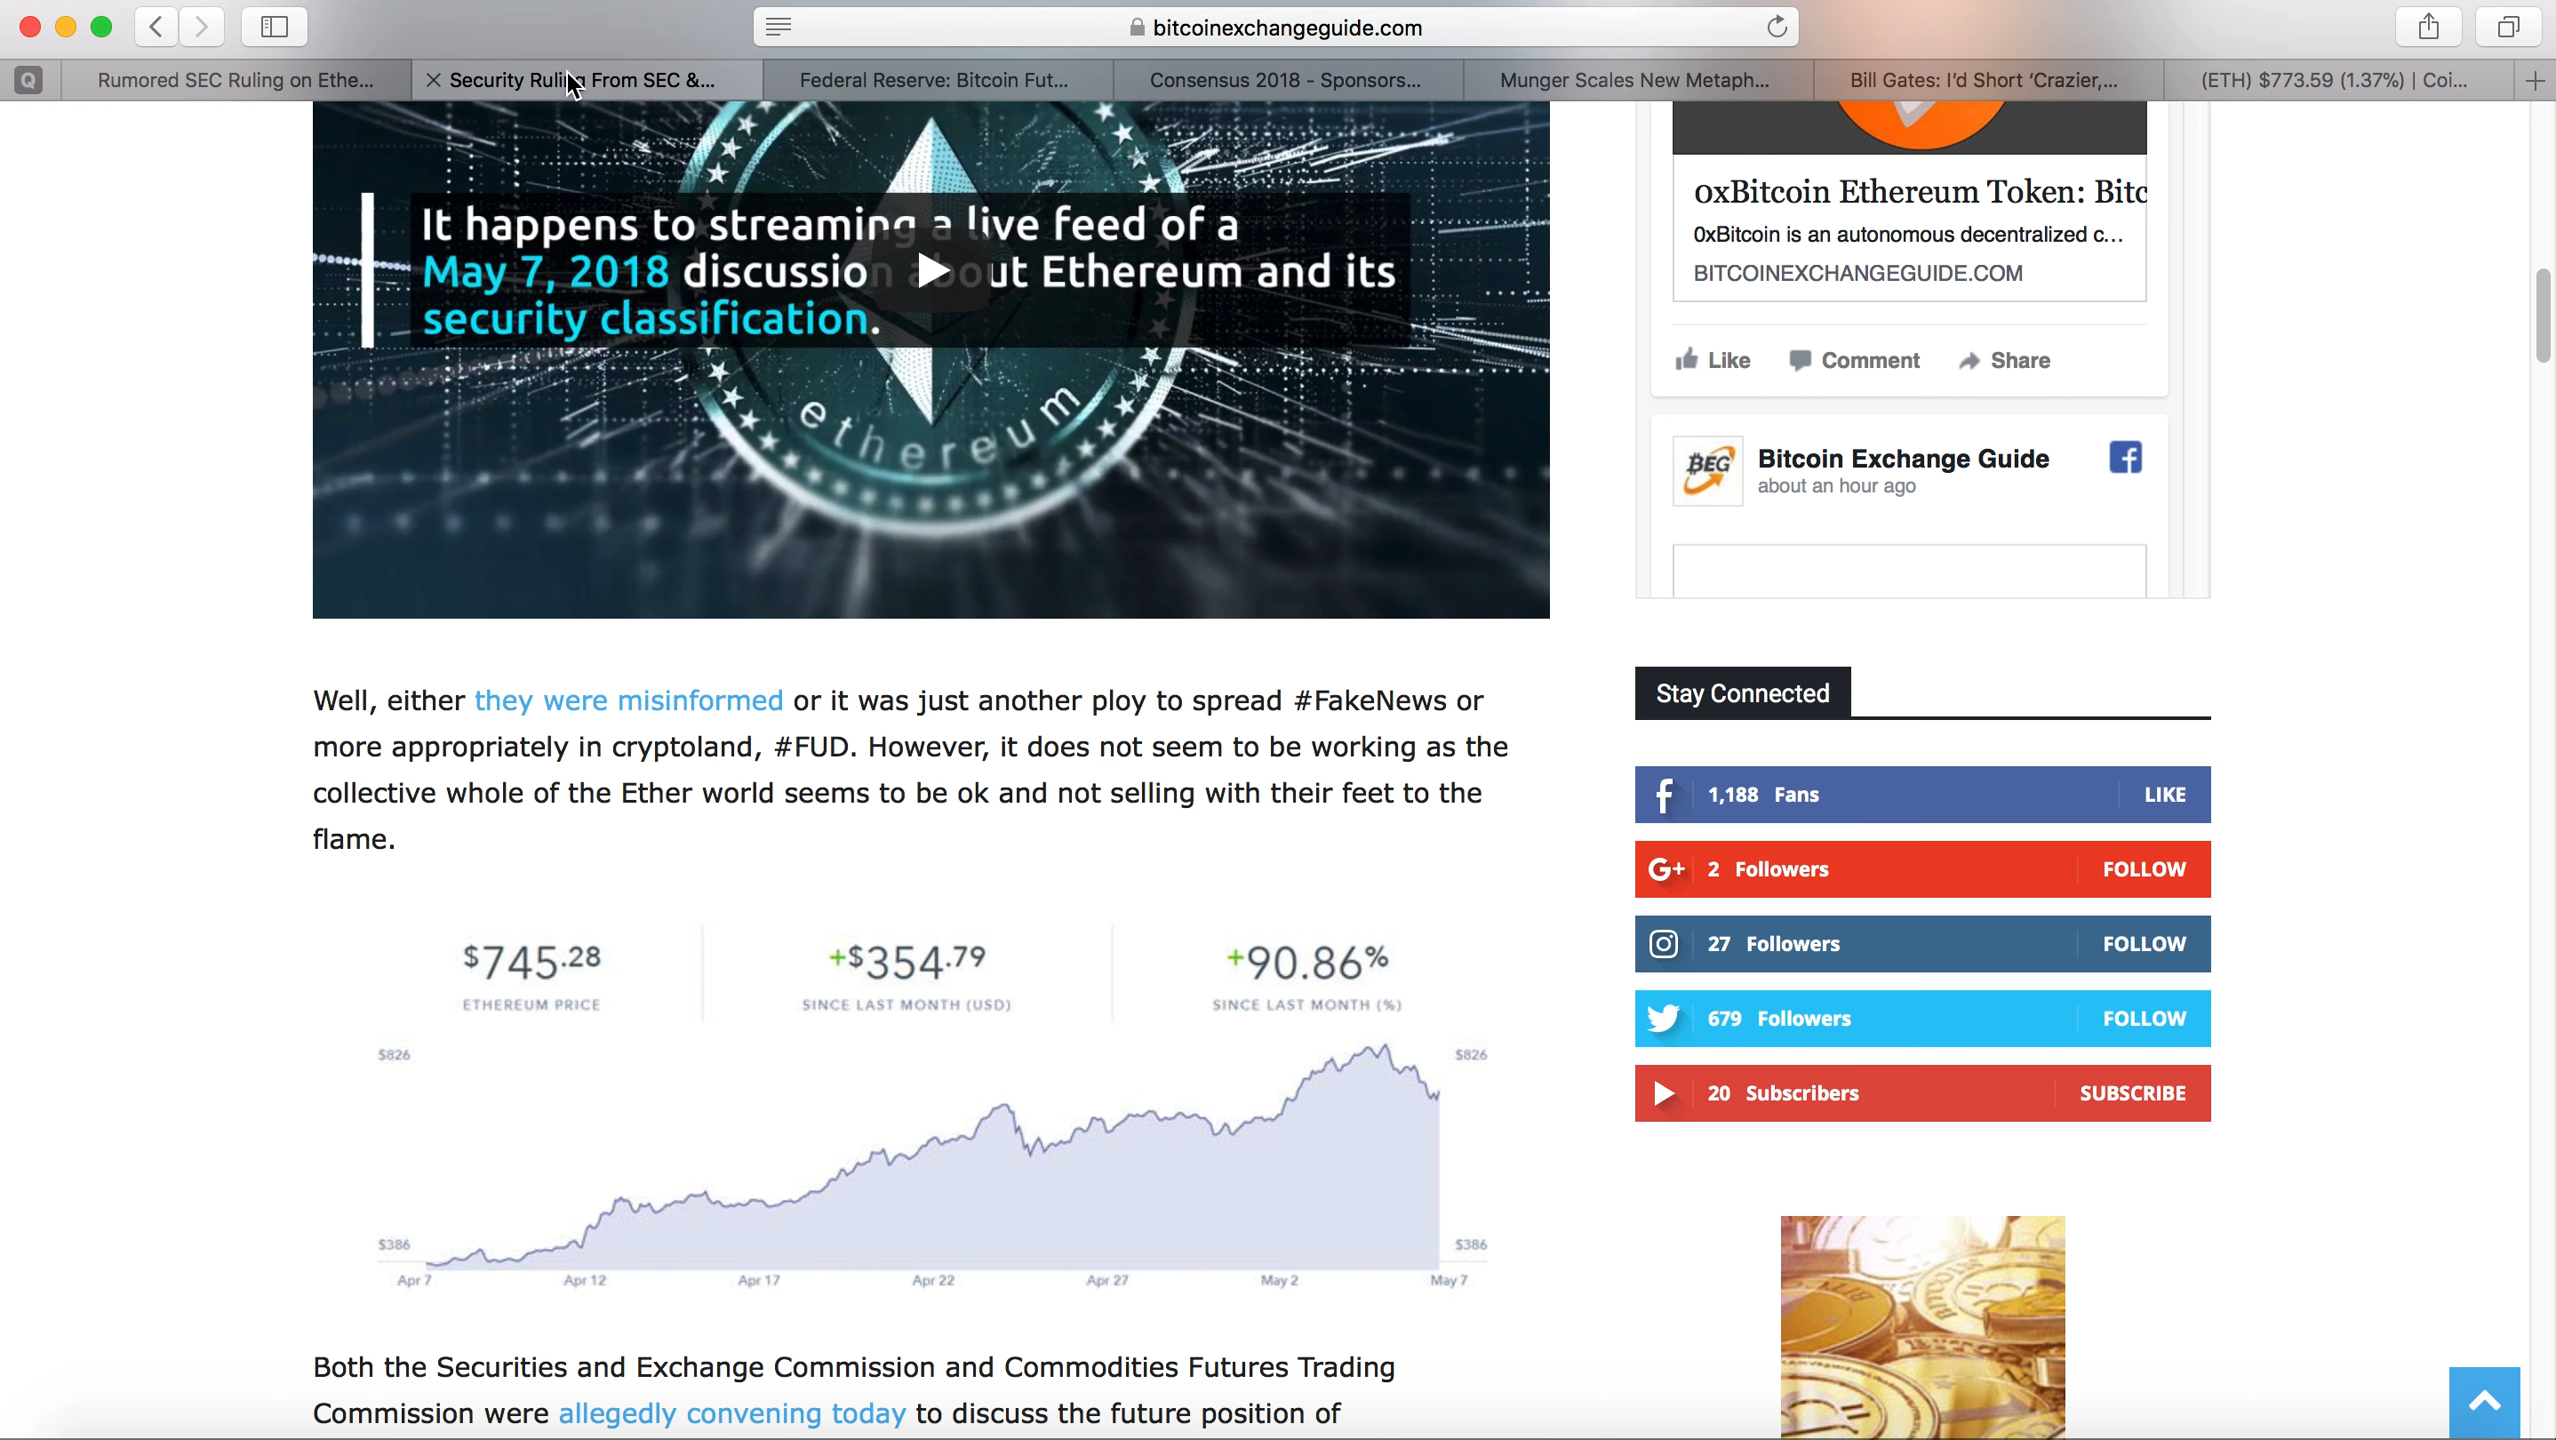 bitcoinexchangeguide.com
Q
Rumored SEC Ruling on Ethe...
Security Ruling From SEC &...
Federal Reserve: Bitcoin Fut...
Consensus 2018 - Sponsors...
Munger Scales New Metaph...
Bill Gates: I'd Short 'Crazier,...
(ETH) $773.59 (1.37%) | Coi...
It happens to streaming a live feed of a
May 7, 2018 discussion about Ethereum and its
security classification.
ethereum
Well, either they were misinformed or it was just another ploy to spread #FakeNews or
more appropriately in cryptoland, #FUD. However, it does not seem to be working as the
collective whole of the Ether world seems to be ok and not selling with their feet to the
flame.
$745.28
ETHEREUM PRICE
+$354.79
SINCE LAST MONTH (USD)
+90.86%
SINCE LAST MONTH (%)
$826
$826
$386
$386
Apr 7
Apr 12
Apr 17
Apr 22
Apr 27
May 2
May 7
Both the Securities and Exchange Commission and Commodities Futures Trading
Commission were allegedly convening today to discuss the future position of
0xBitcoin Ethereum Token: Bitc
0xBitcoin is an autonomous decentralized c...
BITCOINEXCHANGEGUIDE.COM
Like
Comment
Share
BEG
Bitcoin Exchange Guide
about an hour ago
Stay Connected
1,188 Fans
LIKE
G+ 2 Followers
FOLLOW
27 Followers
FOLLOW
679 Followers
FOLLOW
20 Subscribers
SUBSCRIBE